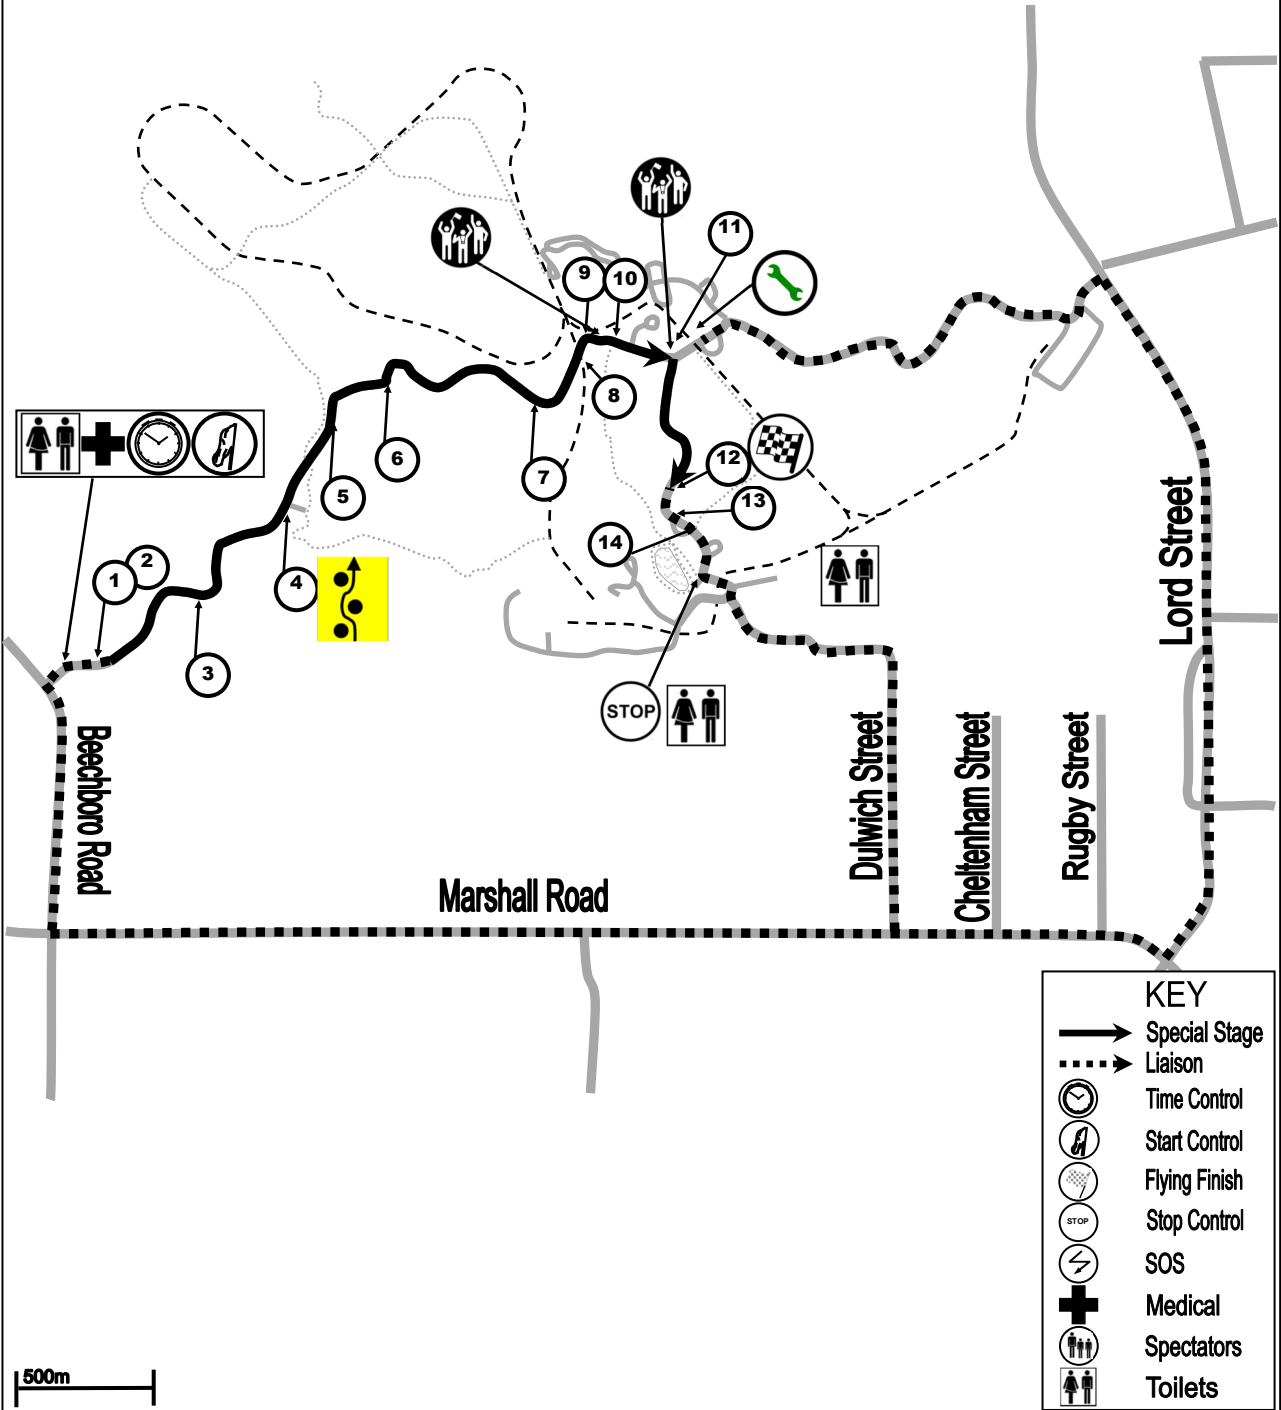 11
9
10
8
12
6
7
5
13
14
2
1
4
3
STOP
Lord Street
Beechboro Road
Dulwich Street
Cheltenham Street
Rugby Street
Marshall Road
KEY
Special Stage
Liaison
Time Control
Start Control
Flying Finish
STOP
Stop Control
SOS
Medical
Spectators
Toilets
500m